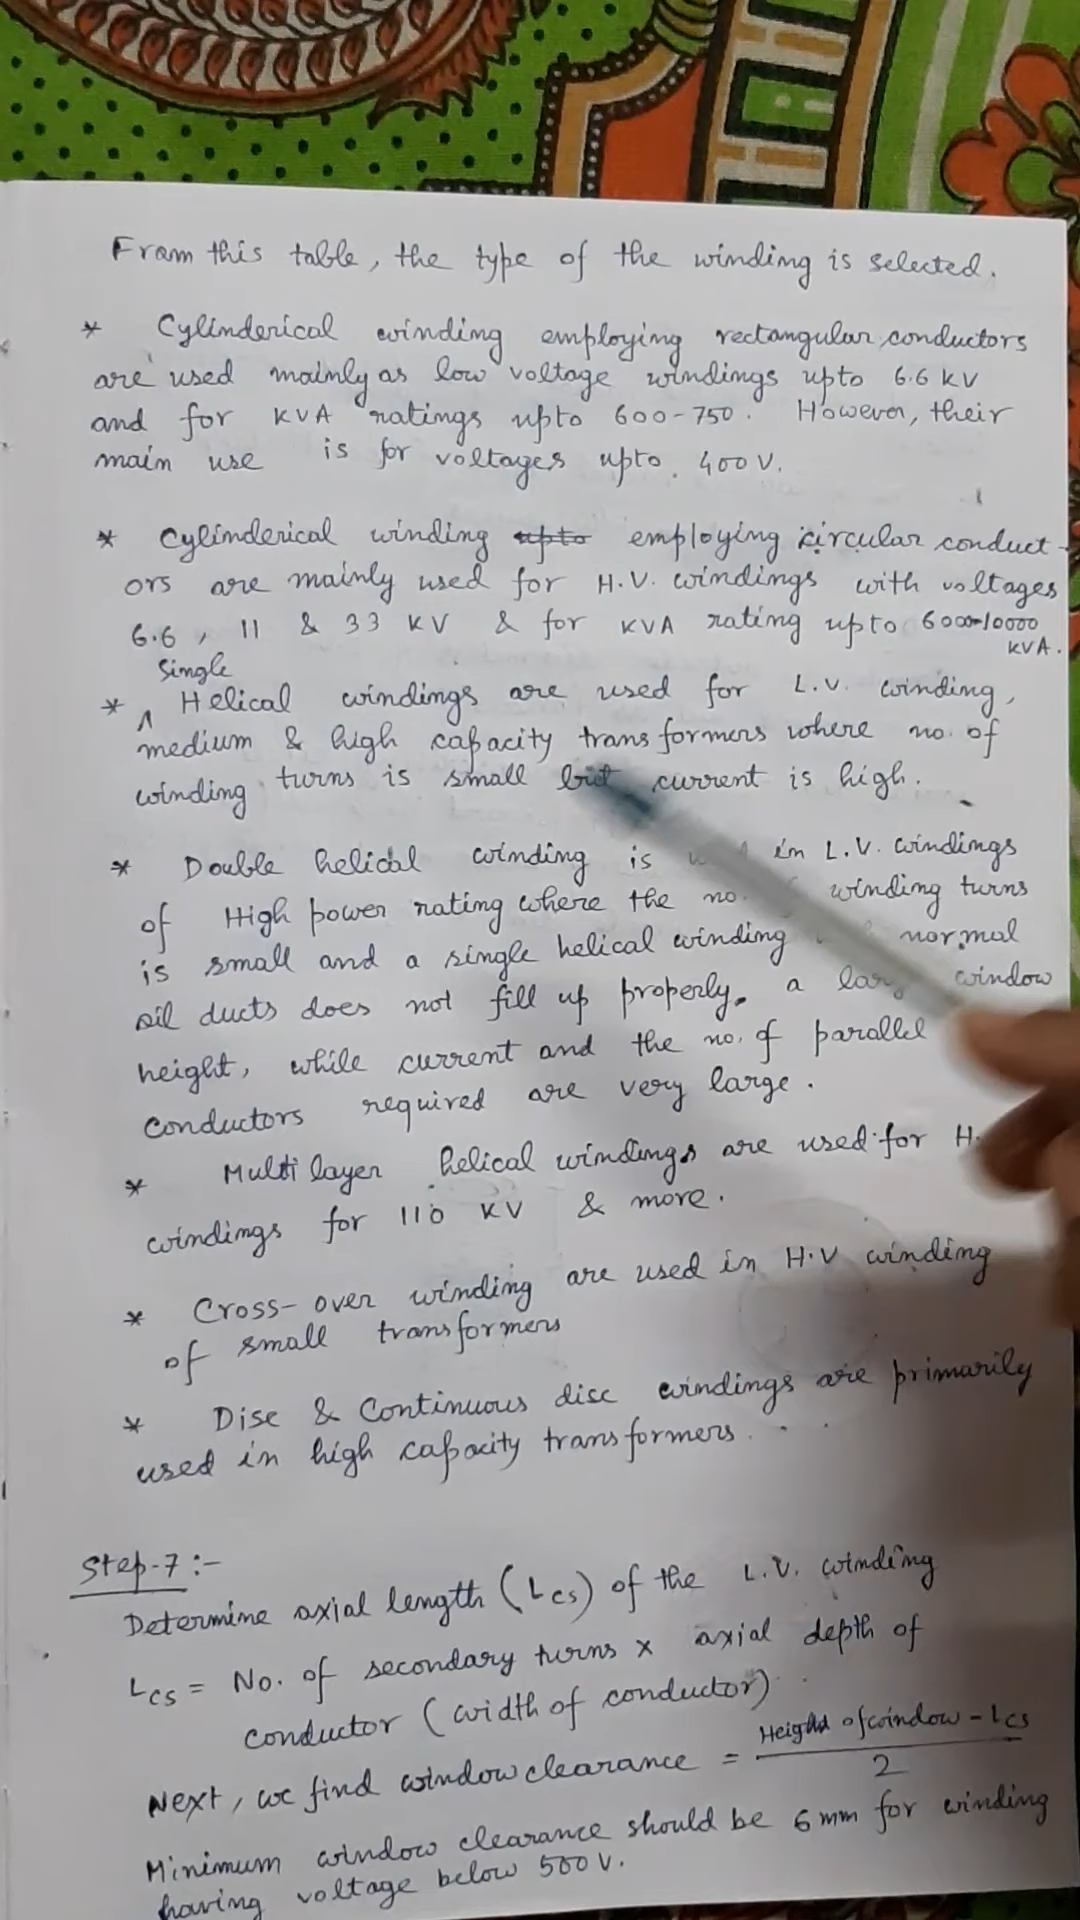 From this table, the type of the winding is selected.
* Cylinderical winding employing rectangular conductors
are used mainly as low voltage windings upto 6.6 KV
and for KVA ratings upto 600-750. However, their
main use is for voltages upto 400 V.
* Cylinderical winding upto employing circular conduct-
ors are mainly used for H.V. windings with voltages
6.6, 11 & 33 KV & for KVA rating upto 6000-10000
KVA.
Single
* ^ Helical windings are used for L.V. winding,
medium & high capacity transformers where no. of
winding turns is small but current is high.
* Double helical winding is in L.V. windings
of High power rating where the no. winding turns
is small and a single helical winding normal
oil ducts does not fill up properly. a window
height, while current and the no. of parallel
conductors required are very large.
* Multi layer helical windings are used for H.
windings for 110 KV & more.
* Cross-over winding are used in H.V winding
of small transformers
* Disc & Continuous disc windings are primarily
used in high capacity transformers.
Step-7:-
Determine axial length (Lcs) of the L.V. winding
Lcs = No. of secondary turns x axial depth of
conductor (width of conductor)
Next, we find window clearance = Height of window - Lcs / 2
Minimum window clearance should be 6 mm for winding
having voltage below 500 V.